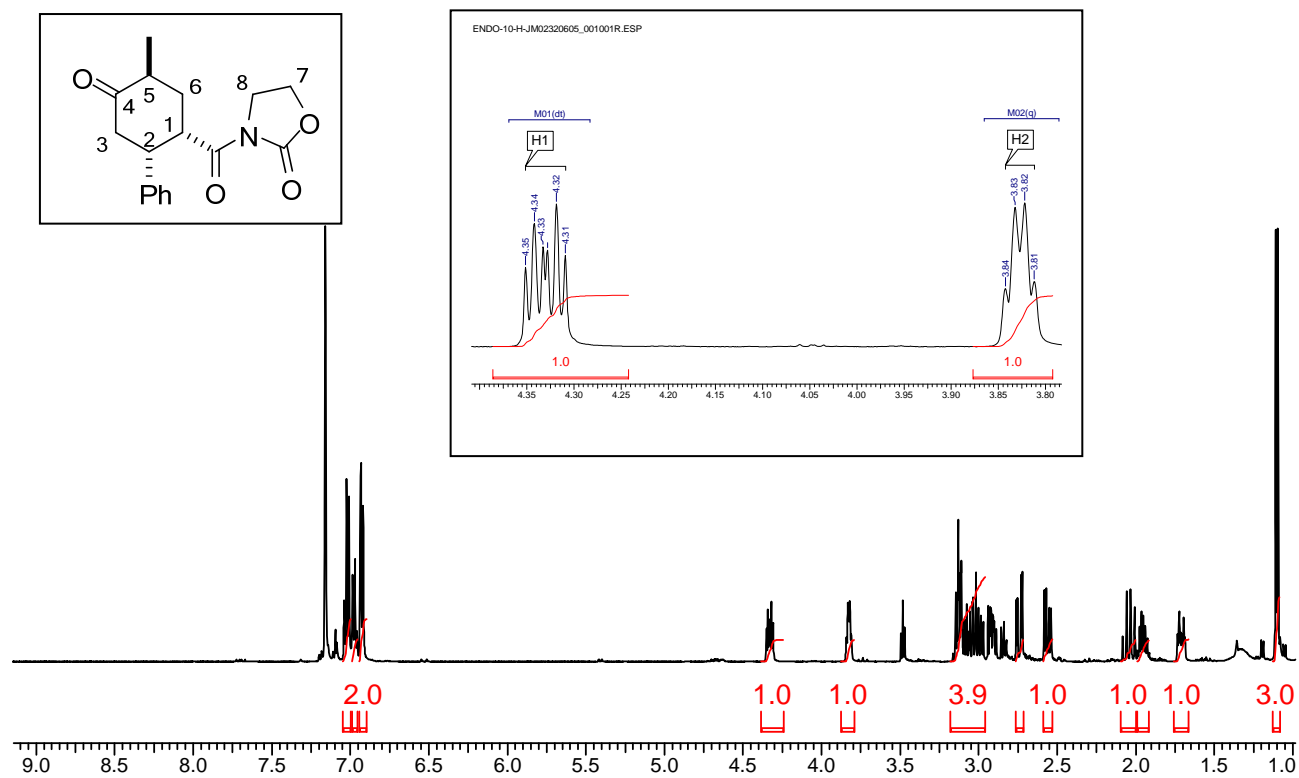 ENDO-10-H-JM02320605_001001R.ESP
O
4
5
6
3
2
1
8
7
N
O
O
O
Ph
M01(dt)
M02(q)
H1
H2
4.35
4.34
4.33
4.32
4.31
3.84
3.83
3.82
3.81
1.0
1.0
4.35 4.30 4.25 4.20 4.15 4.10 4.05 4.00 3.95 3.90 3.85 3.80
2.0 1.0 1.0 3.9 1.0 1.0 1.0 3.0
9.0 8.5 8.0 7.5 7.0 6.5 6.0 5.5 5.0 4.5 4.0 3.5 3.0 2.5 2.0 1.5 1.0